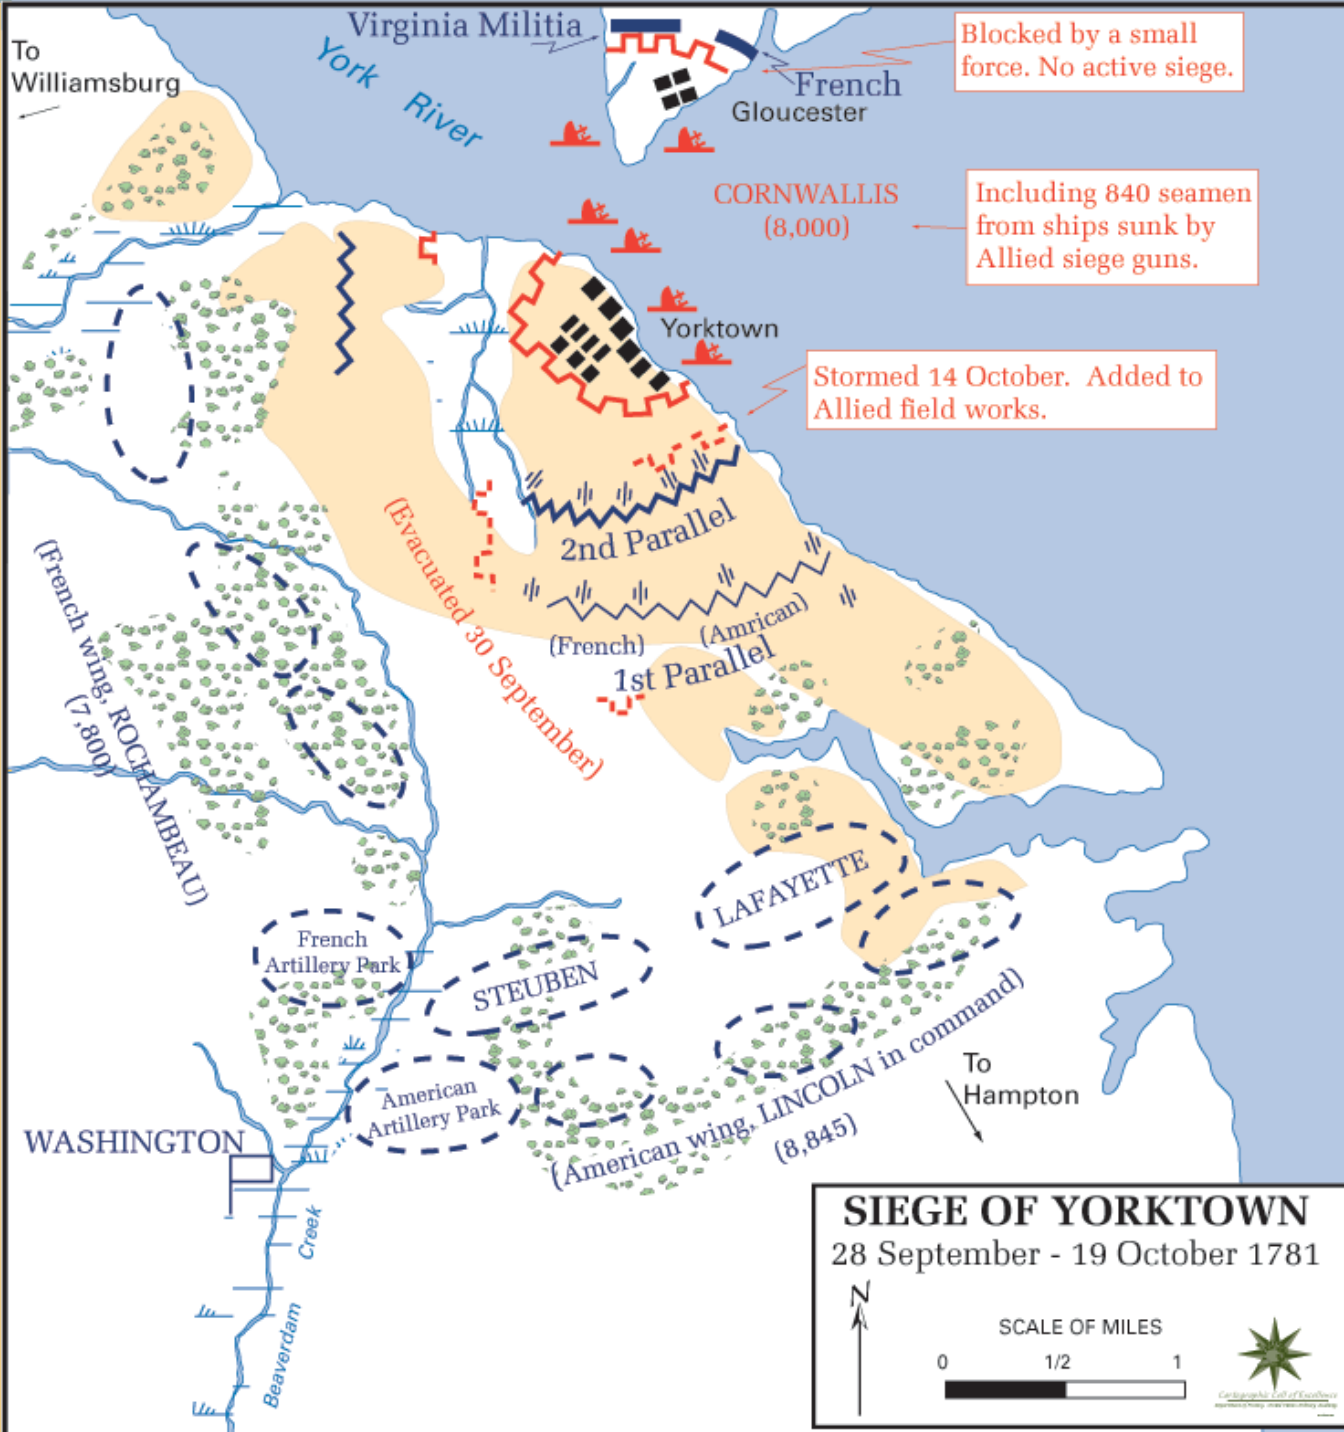 Virginia Militia
To
Williamsburg
York River
French
Gloucester
Blocked by a small
force. No active siege.
CORNWALLIS
(8,000)
Including 840 seamen
from ships sunk by
Allied siege guns.
Yorktown
Stormed 14 October. Added to
Allied field works.
(Evacuated 30 September)
2nd Parallel
(French)
(Amrican)
1st Parallel
(French wing, ROCHAMBEAU)
(7,800)
LAFAYETTE
French
Artillery Park
STEUBEN
American
Artillery Park
(American wing, LINCOLN in command)
(8,845)
To
Hampton
WASHINGTON
Beaverdam Creek
SIEGE OF YORKTOWN
28 September - 19 October 1781
N
SCALE OF MILES
0 1/2 1
Cartographic Cell of Excellence